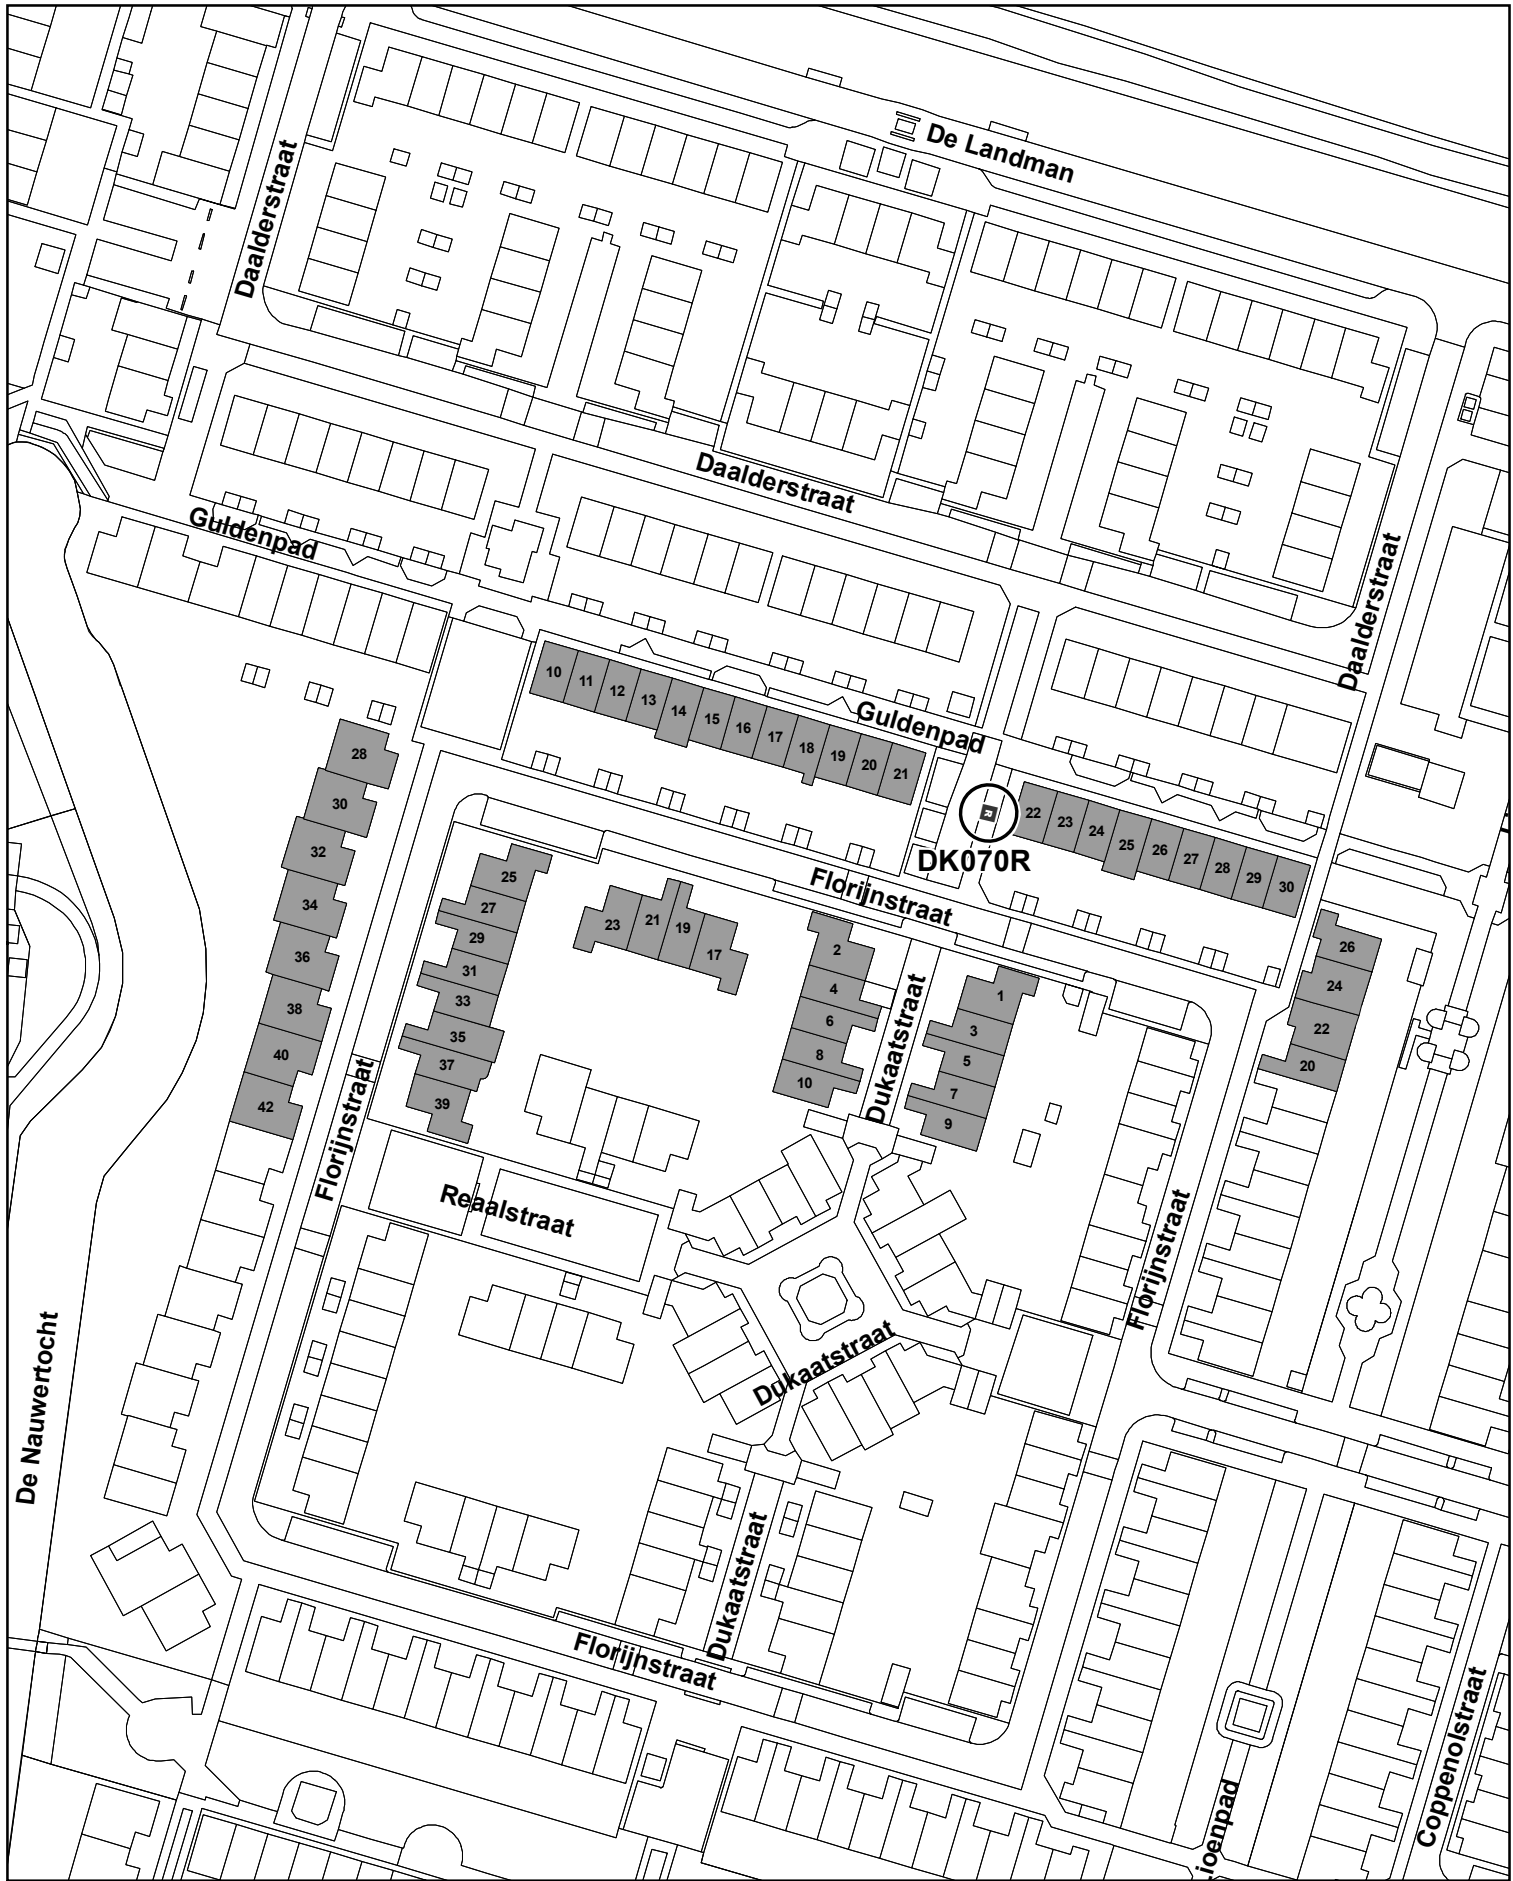 De Landman
Daalderstraat
Daalderstraat
Guldenpad
Daalderstraat
10 11 12 13 14 15 16 17 18 19 20 21
Guldenpad
R
DK070R
22 23 24 25 26 27 28 29 30
Florijnstraat
28
30
32
34
36
38
40
42
25
27
29
31
33
35
37
39
23 21 19 17
2
4
6
8
10
Dukaatstraat
1
3
5
7
9
26
24
22
20
Florijnstraat
Reaalstraat
Florijnstraat
Dukaatstraat
De Nauwertocht
Dukaatstraat
Florijnstraat
Coppenolstraat
ioenpad